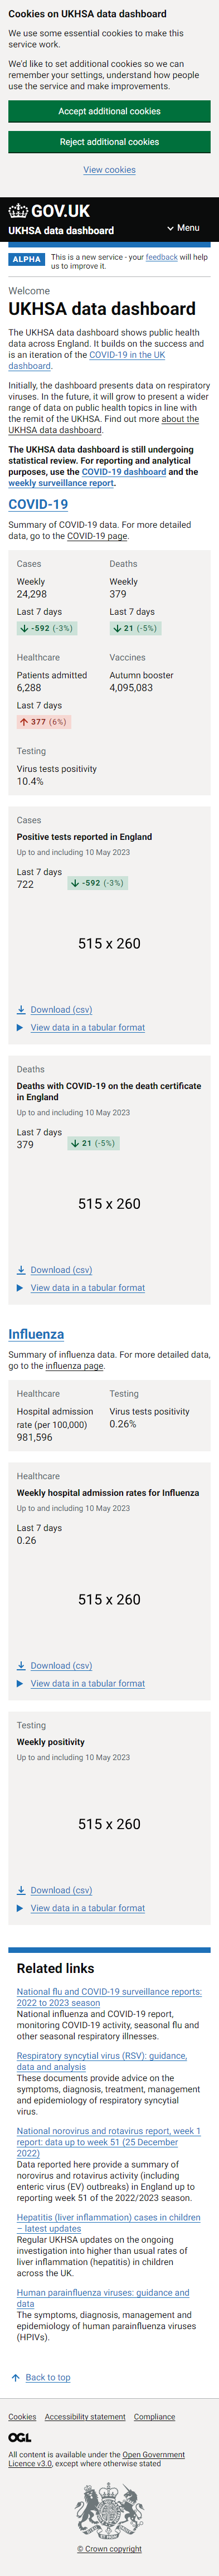 Cookies on UKHSA data dashboard
We use some essential cookies to make this
service work.
We'd like to set additional cookies so we can
remember your settings, understand how people
use the service and make improvements.
Accept additional cookies
Reject additional cookies
View cookies
GOV.UK
UKHSA data dashboard
Menu
ALPHA
This is a new service - your feedback will help
us to improve it.
Welcome
UKHSA data dashboard
The UKHSA data dashboard shows public health
data across England. It builds on the success and
is an iteration of the COVID-19 in the UK
dashboard.
Initially, the dashboard presents data on respiratory
viruses. In the future, it will grow to present a wider
range of data on public health topics in line with
the remit of the UKHSA. Find out more about the
UKHSA data dashboard.
The UKHSA data dashboard is still undergoing
statistical review. For reporting and analytical
purposes, use the COVID-19 dashboard and the
weekly surveillance report.
COVID-19
Summary of COVID-19 data. For more detailed
data, go to the COVID-19 page.
Cases
Deaths
Weekly
Weekly
24,298
379
Last 7 days
Last 7 days
-592 (-3%)
21 (-5%)
Healthcare
Vaccines
Patients admitted
Autumn booster
6,288
4,095,083
Last 7 days
377 (6%)
Testing
Virus tests positivity
10.4%
Cases
Positive tests reported in England
Up to and including 10 May 2023
Last 7 days
722
-592 (-3%)
515 x 260
Download (csv)
View data in a tabular format
Deaths
Deaths with COVID-19 on the death certificate
in England
Up to and including 10 May 2023
Last 7 days
379
21 (-5%)
515 x 260
Download (csv)
View data in a tabular format
Influenza
Summary of influenza data. For more detailed data,
go to the influenza page.
Healthcare
Testing
Hospital admission
Virus tests positivity
rate (per 100,000)
0.26%
981,596
Healthcare
Weekly hospital admission rates for Influenza
Up to and including 10 May 2023
Last 7 days
0.26
515 x 260
Download (csv)
View data in a tabular format
Testing
Weekly positivity
Up to and including 10 May 2023
515 x 260
Download (csv)
View data in a tabular format
Related links
National flu and COVID-19 surveillance reports:
2022 to 2023 season
National influenza and COVID-19 report,
monitoring COVID-19 activity, seasonal flu and
other seasonal respiratory illnesses.
Respiratory syncytial virus (RSV): guidance,
data and analysis
These documents provide advice on the
symptoms, diagnosis, treatment, management
and epidemiology of respiratory syncytial
virus.
National norovirus and rotavirus report, week 1
report: data up to week 51 (25 December
2022)
Data reported here provide a summary of
norovirus and rotavirus activity (including
enteric virus (EV) outbreaks) in England up to
reporting week 51 of the 2022/2023 season.
Hepatitis (liver inflammation) cases in children
– latest updates
Regular UKHSA updates on the ongoing
investigation into higher than usual rates of
liver inflammation (hepatitis) in children
across the UK.
Human parainfluenza viruses: guidance and
data
The symptoms, diagnosis, management and
epidemiology of human parainfluenza viruses
(HPIVs).
Back to top
Cookies
Accessibility statement
Compliance
OGL
All content is available under the Open Government
Licence v3.0, except where otherwise stated
© Crown copyright